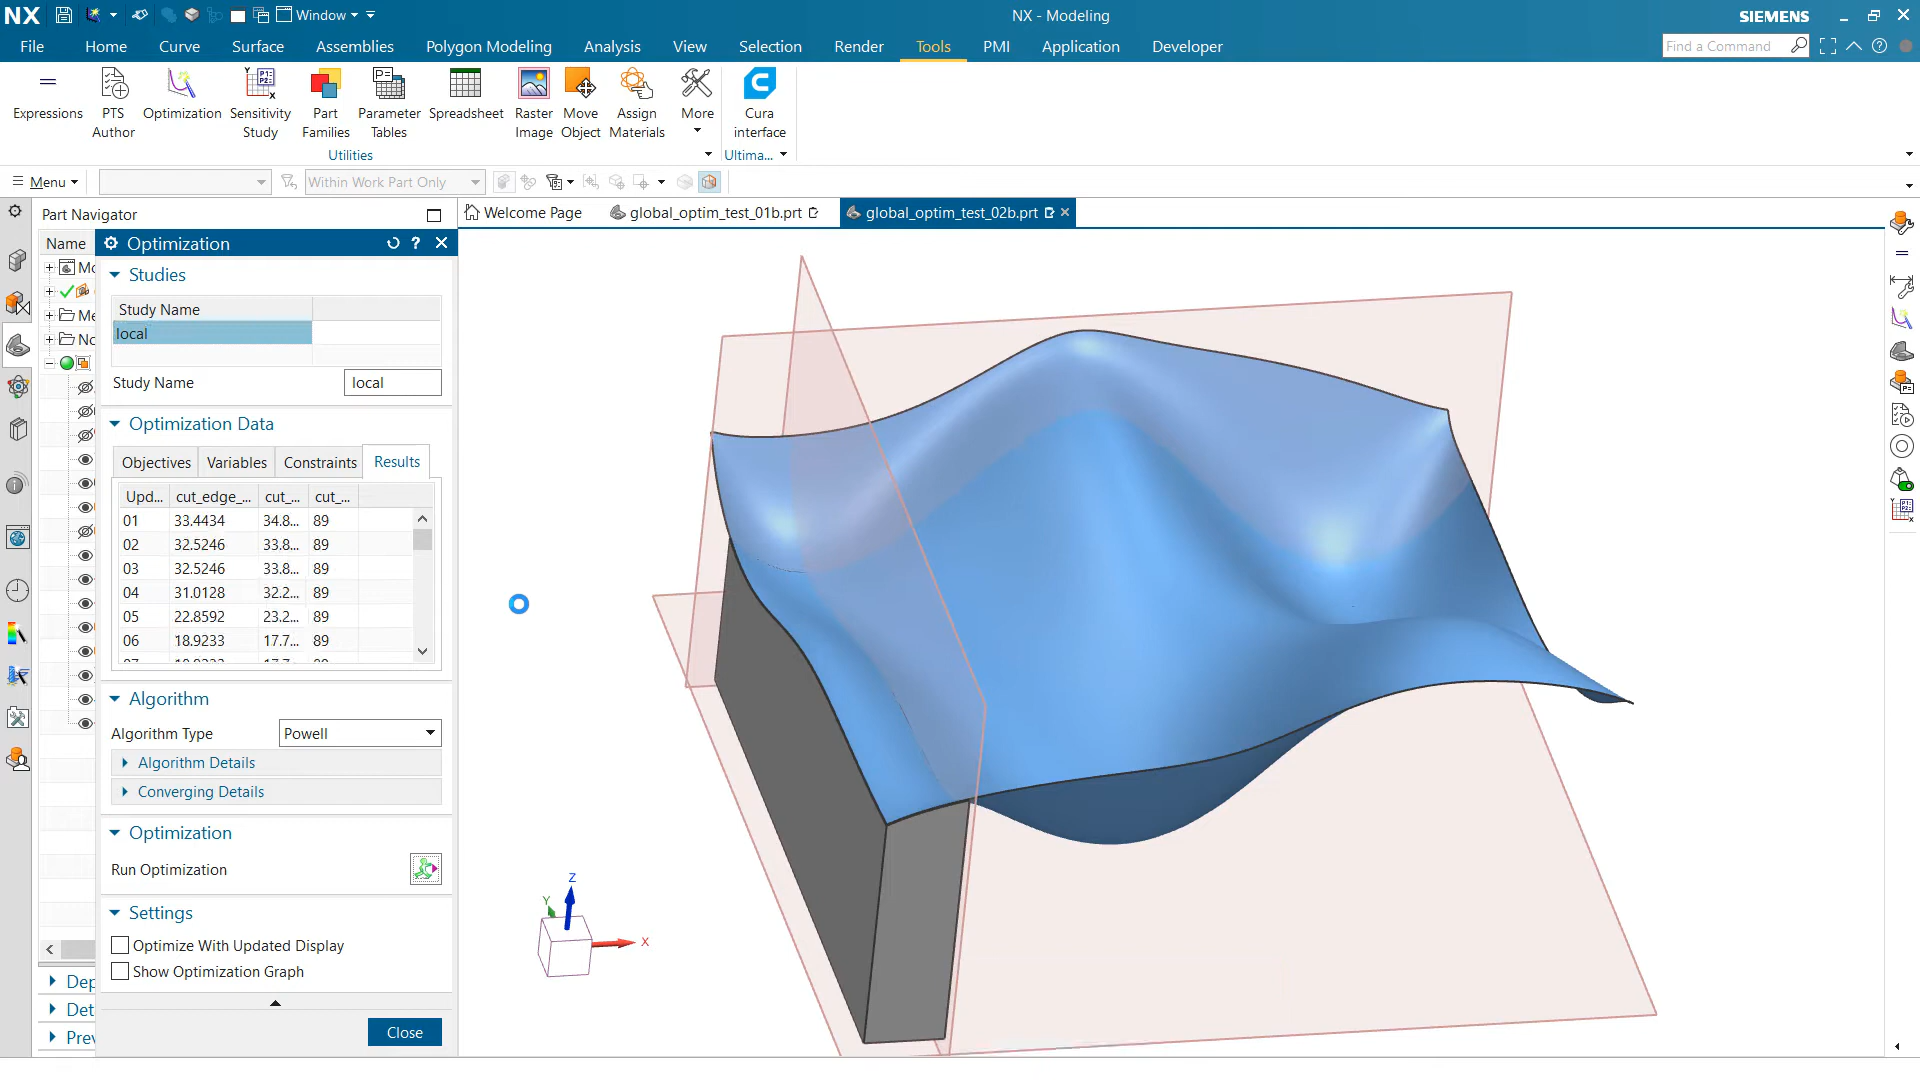 NX
Window
NX - Modeling
SIEMENS
File
Home
Curve
Surface
Assemblies
Polygon Modeling
Analysis
View
Selection
Render
Tools
PMI
Application
Developer
Find a Command
Expressions
PTS Author
Optimization
Sensitivity Study
Part Families
Parameter Tables
Spreadsheet
Raster Image
Move Object
Assign Materials
More
Cura interface
Utilities
Ultima...
Menu
Within Work Part Only
Part Navigator
Welcome Page
global_optim_test_01b.prt
global_optim_test_02b.prt
Name
Optimization
Mo
Me
No
Studies
Study Name
local
Study Name local
Optimization Data
Objectives Variables Constraints Results
Upd... cut_edge_... cut_... cut_...
01 33.4434 34.8... 89
02 32.5246 33.8... 89
03 32.5246 33.8... 89
04 31.0128 32.2... 89
05 22.8592 23.2... 89
06 18.9233 17.7... 89
Algorithm
Algorithm Type Powell
Algorithm Details
Converging Details
Optimization
Run Optimization
Settings
Optimize With Updated Display
Show Optimization Graph
Dep
Det
Prev
Close
Z
Y
X